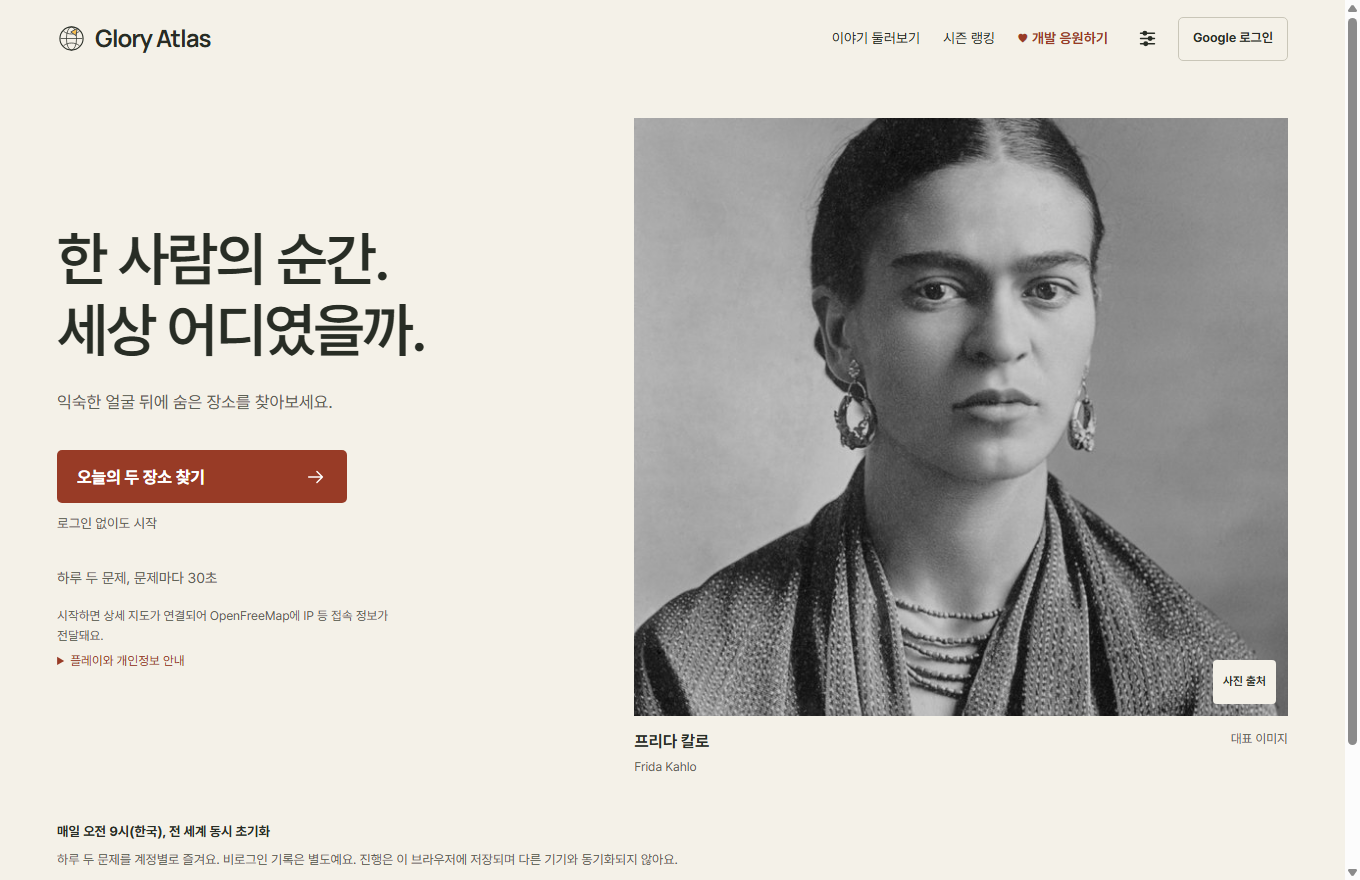 Glory Atlas
이야기 둘러보기
시즌 랭킹
♥ 개발 응원하기
Google 로그인
한 사람의 순간.
세상 어디였을까.
익숙한 얼굴 뒤에 숨은 장소를 찾아보세요.
오늘의 두 장소 찾기 →
로그인 없이도 시작
하루 두 문제, 문제마다 30초
시작하면 상세 지도가 연결되어 OpenFreeMap에 IP 등 접속 정보가
전달돼요.
▶ 플레이와 개인정보 안내
사진 출처
프리다 칼로
대표 이미지
Frida Kahlo
매일 오전 9시(한국), 전 세계 동시 초기화
하루 두 문제를 계정별로 즐겨요. 비로그인 기록은 별도예요. 진행은 이 브라우저에 저장되며 다른 기기와 동기화되지 않아요.